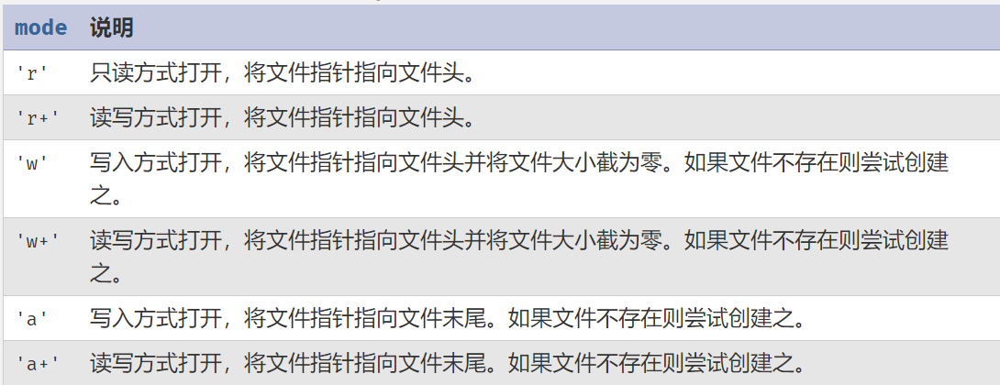 mode 说明
'r' 只读方式打开，将文件指针指向文件头。
'r+' 读写方式打开，将文件指针指向文件头。
'w' 写入方式打开，将文件指针指向文件头并将文件大小截为零。如果文件不存在则尝试创建
之。
'w+' 读写方式打开，将文件指针指向文件头并将文件大小截为零。如果文件不存在则尝试创建
之。
'a' 写入方式打开，将文件指针指向文件末尾。如果文件不存在则尝试创建之。
'a+' 读写方式打开，将文件指针指向文件末尾。如果文件不存在则尝试创建之。